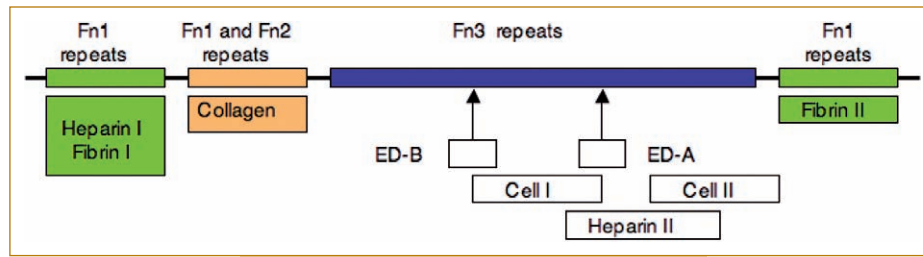 Fn1
repeats
Fn1 and Fn2
repeats
Fn3 repeats
Fn1
repeats
Heparin I
Fibrin I
Collagen
Fibrin II
ED-B
ED-A
Cell I
Cell II
Heparin II